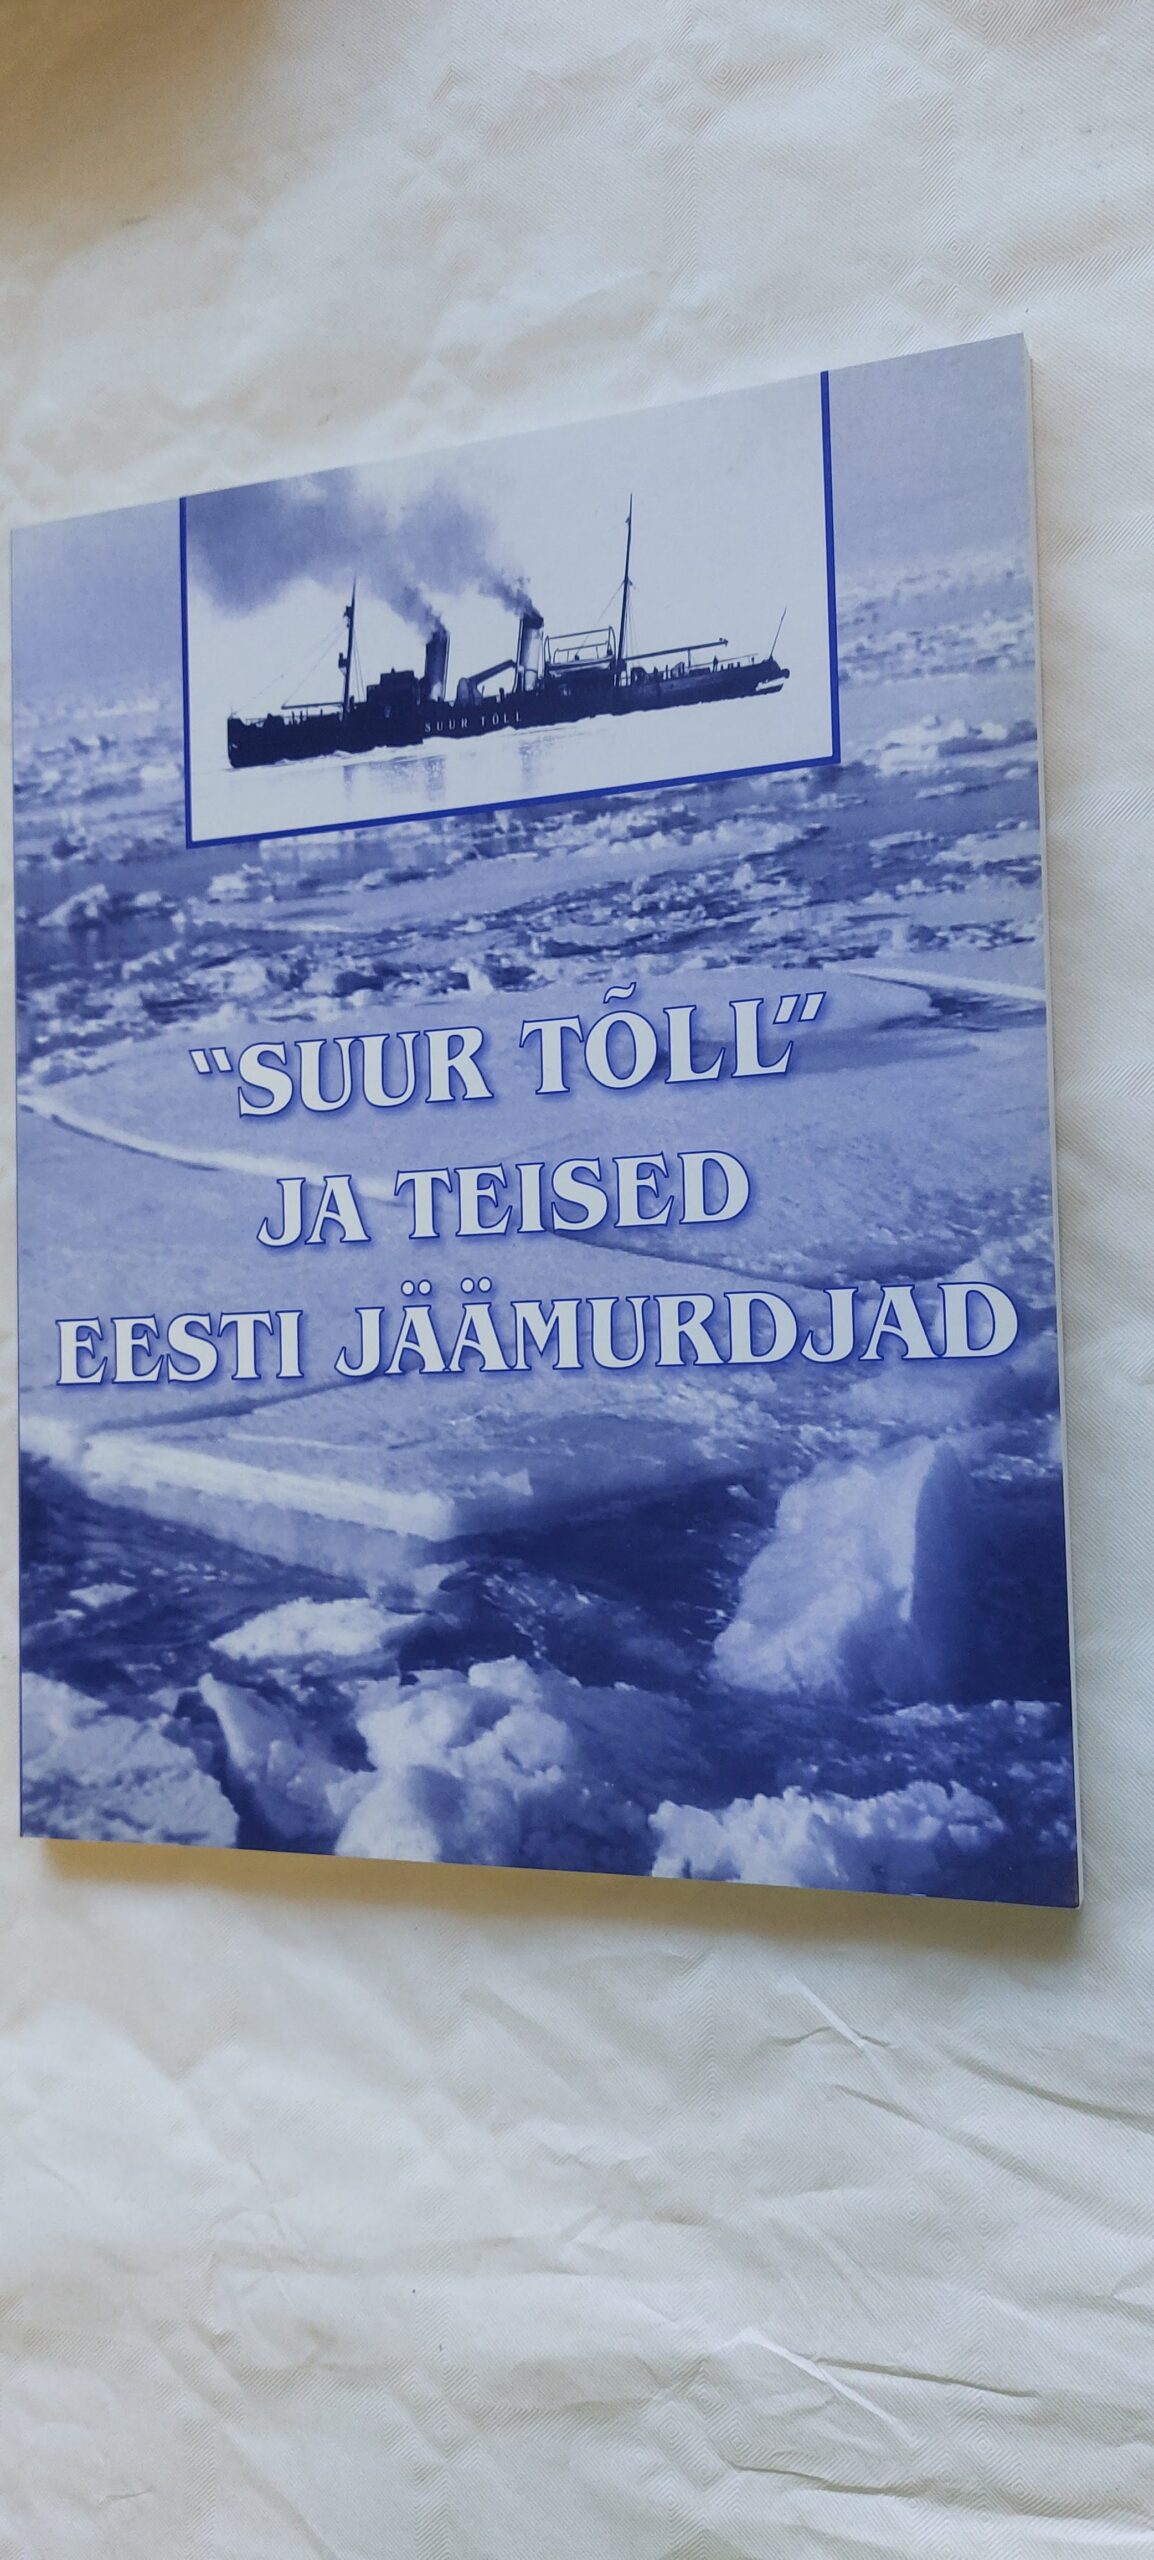 SUUR TÕLL
"SUUR TÕLL"
JA TEISED
EESTI JÄÄMURDJAD